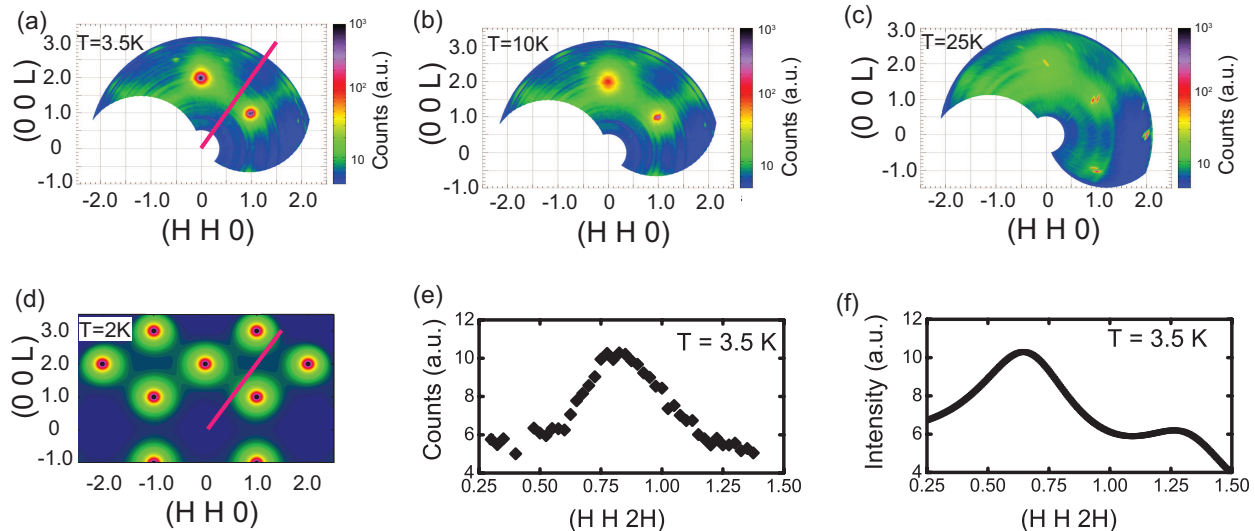 (a)
T=3.5K
(0 0 L)
3.0
2.0
1.0
0
-1.0
-2.0 -1.0 0 1.0 2.0
(H H 0)
10³
10²
10
Counts (a.u.)
(b)
T=10K
(0 0 L)
3.0
2.0
1.0
0
-1.0
-2.0 -1.0 0 1.0 2.0
(H H 0)
10³
10²
10
Counts (a.u.)
(c)
T=25K
(0 0 L)
3.0
2.0
1.0
0
-1.0
-2.0 -1.0 0 1.0 2.0
(H H 0)
10³
10²
10
Counts (a.u.)
(d)
T=2K
(0 0 L)
3.0
2.0
1.0
0
-1.0
-2.0 -1.0 0 1.0 2.0
(H H 0)
(e)
T = 3.5 K
Counts (a.u.)
12
10
8
6
4
0.25 0.50 0.75 1.00 1.25 1.50
(H H 2H)
(f)
T = 3.5 K
Intensity (a.u.)
12
10
8
6
4
0.25 0.50 0.75 1.00 1.25 1.50
(H H 2H)